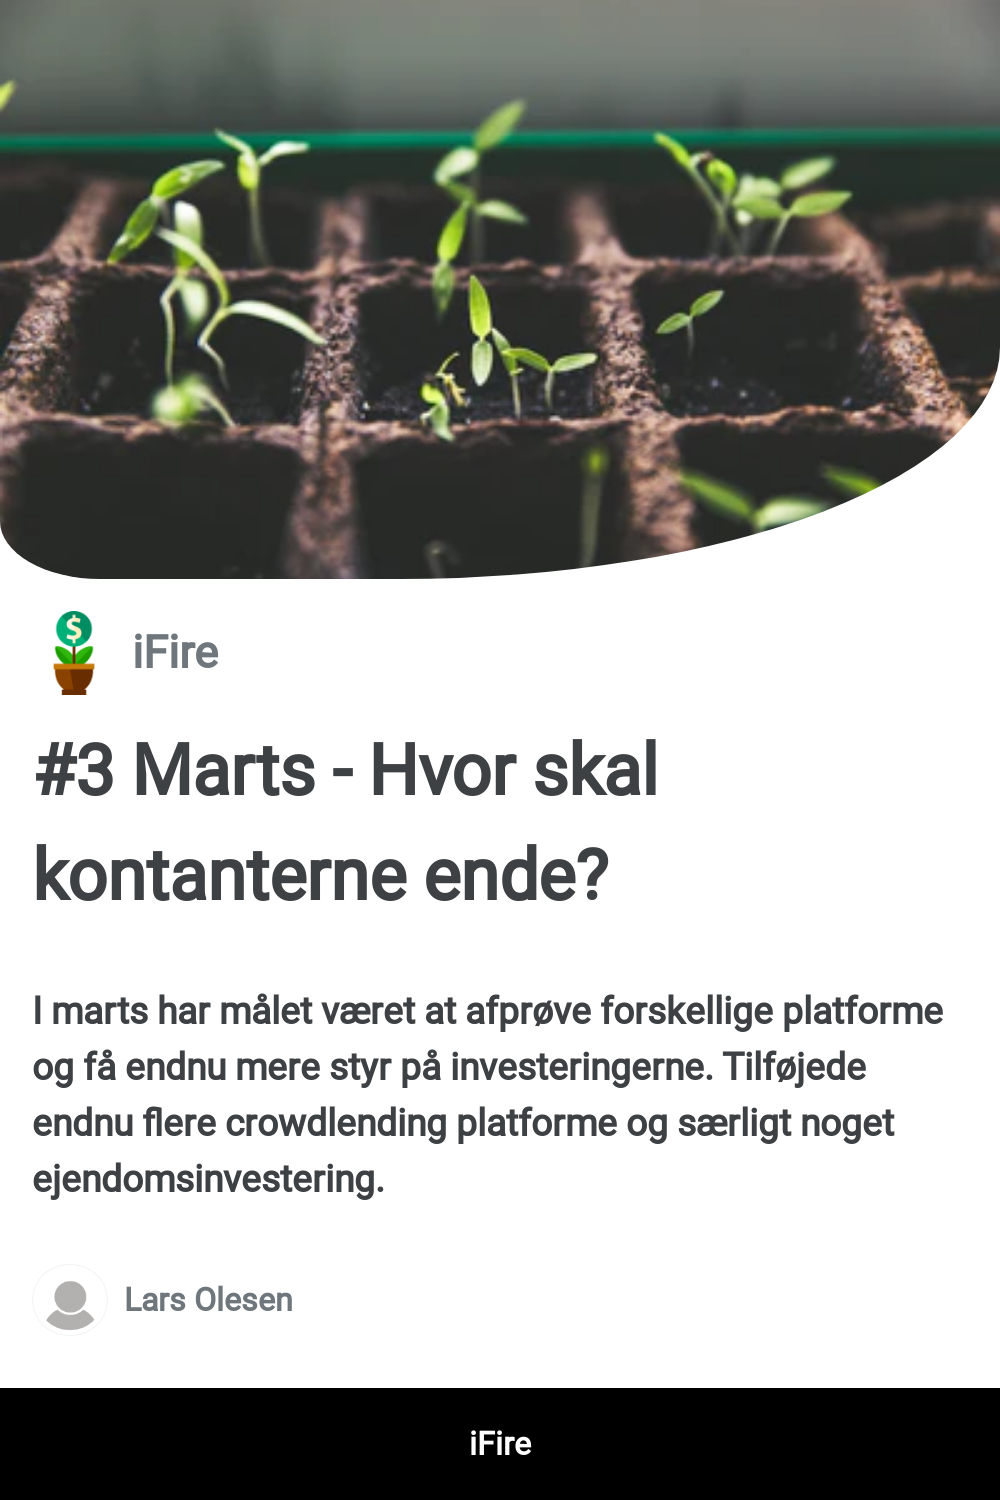 $
iFire
#3 Marts - Hvor skal
kontanterne ende?
I marts har målet været at afprøve forskellige platforme
og få endnu mere styr på investeringerne. Tilføjede
endnu flere crowdlending platforme og særligt noget
ejendomsinvestering.
Lars Olesen
iFire